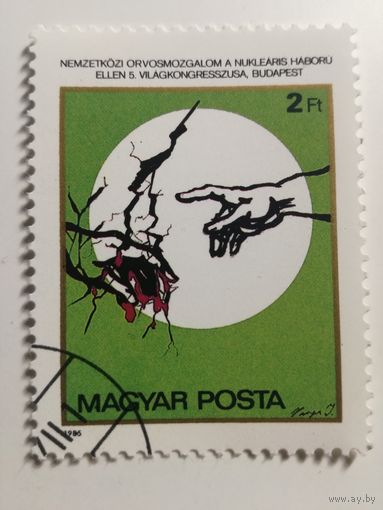 NEMZETKÖZI ORVOSMOZGALOM A NUKLEÁRIS HÁBORÚ
ELLEN 5. VILÁGKONGRESSZUSA, BUDAPEST
2 Ft
MAGYAR POSTA
1985
Varga J.
www.ay.by